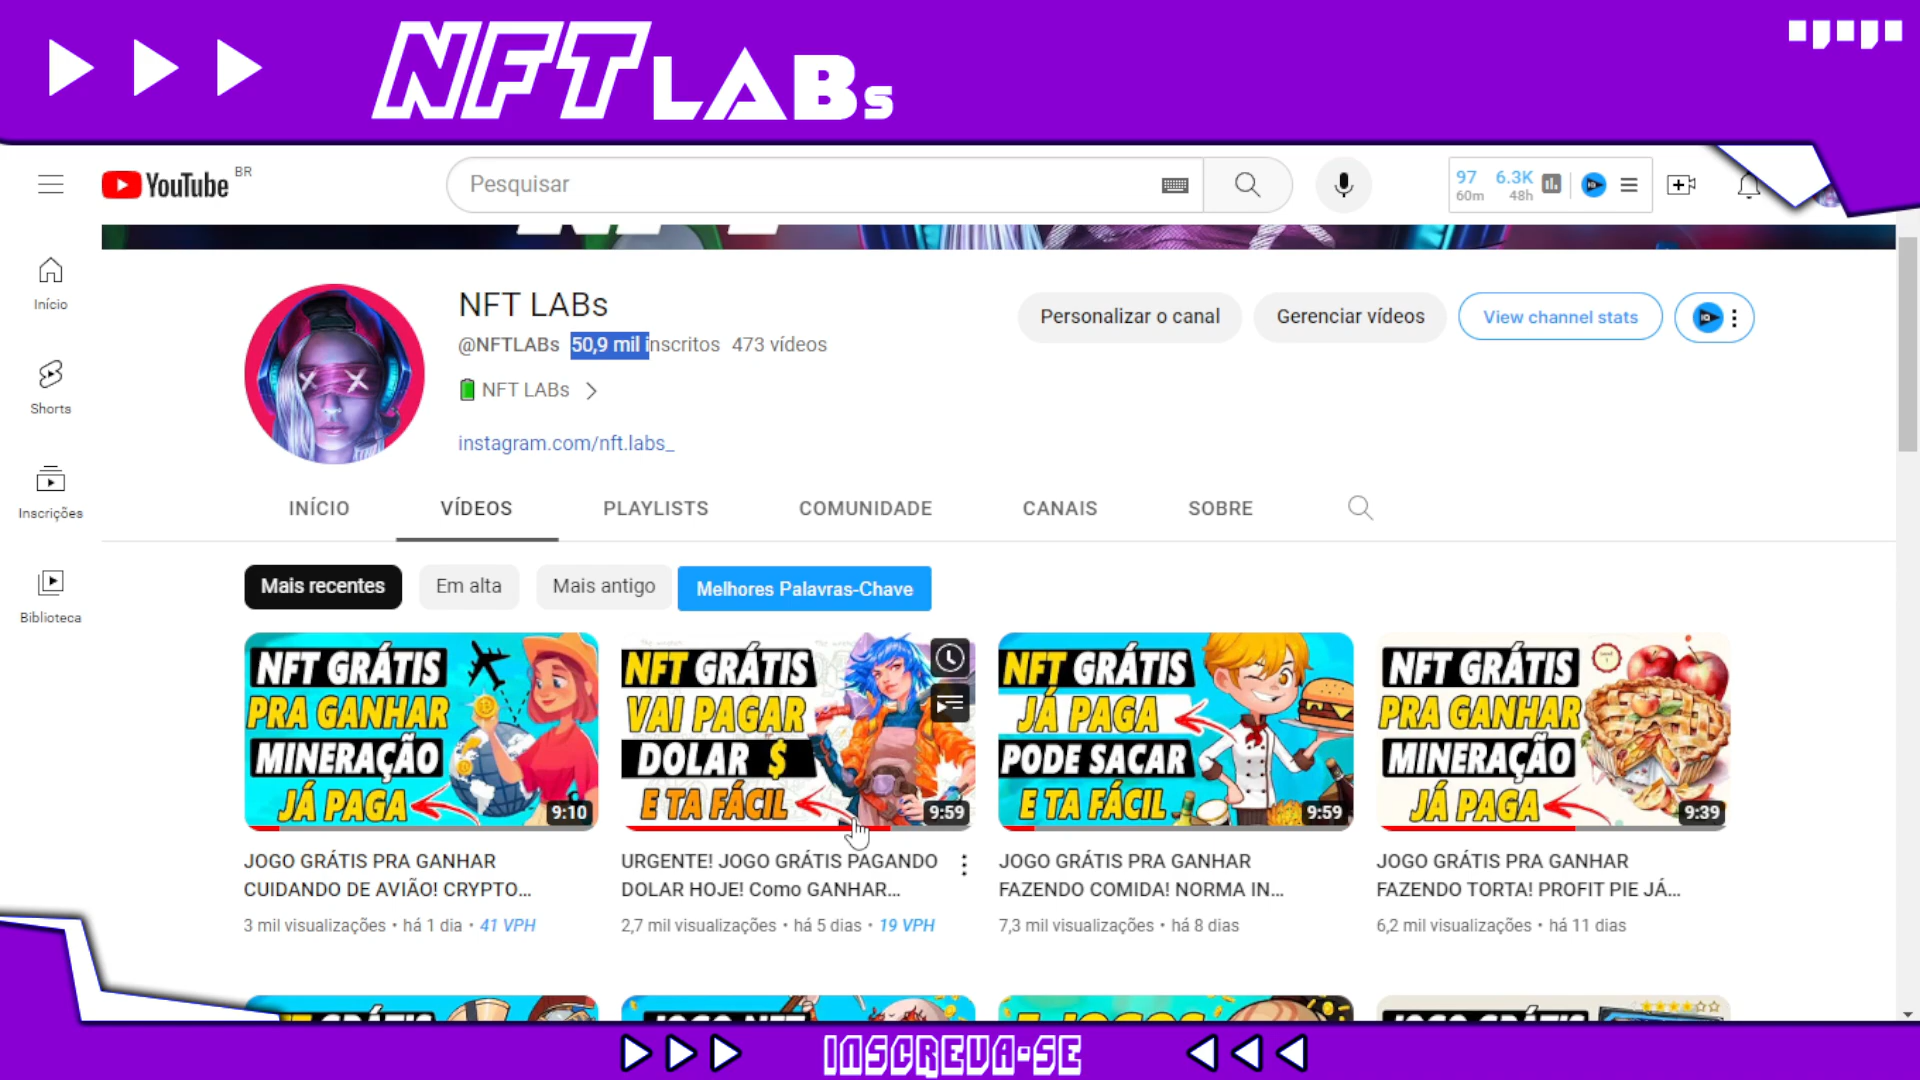 NFT LABs
YouTube BR
Pesquisar
97 6.3K
60m 48h
Início
Shorts
Inscrições
Biblioteca
NFT LABs
@NFTLABs 50,9 mil inscritos 473 vídeos
NFT LABs
instagram.com/nft.labs_
Personalizar o canal
Gerenciar vídeos
View channel stats
INÍCIO VÍDEOS PLAYLISTS COMUNIDADE CANAIS SOBRE
Mais recentes Em alta Mais antigo Melhores Palavras-Chave
NFT GRÁTIS
PRA GANHAR
MINERAÇÃO
JÁ PAGA
9:10
JOGO GRÁTIS PRA GANHAR
CUIDANDO DE AVIÃO! CRYPTO...
3 mil visualizações • há 1 dia • 41 VPH
NFT GRÁTIS
VAI PAGAR
DOLAR $
E TA FÁCIL
9:59
URGENTE! JOGO GRÁTIS PAGANDO
DOLAR HOJE! Como GANHAR...
2,7 mil visualizações • há 5 dias • 19 VPH
NFT GRÁTIS
JÁ PAGA
PODE SACAR
E TA FÁCIL
9:59
JOGO GRÁTIS PRA GANHAR
FAZENDO COMIDA! NORMA IN...
7,3 mil visualizações • há 8 dias
NFT GRÁTIS
PRA GANHAR
MINERAÇÃO
JÁ PAGA
9:39
JOGO GRÁTIS PRA GANHAR
FAZENDO TORTA! PROFIT PIE JÁ...
6,2 mil visualizações • há 11 dias
INSCREVA-SE